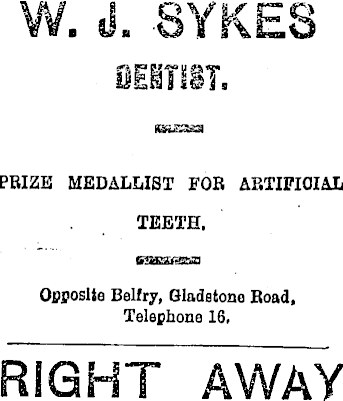 W. J. SYKES
DENTIST.
PRIZE MEDALLIST FOR ARTIFICIAL
TEETH.
Opposite Belfry, Gladstone Road,
Telephone 16.
RIGHT AWAY